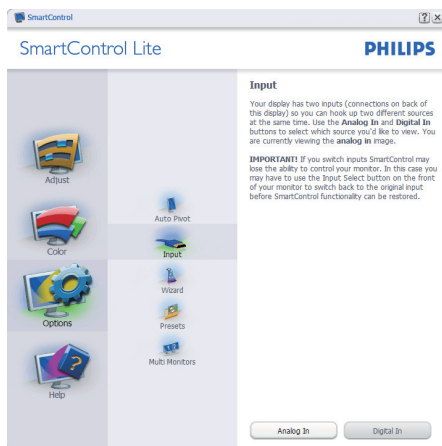 SmartControl
SmartControl Lite
PHILIPS
Adjust
Color
Options
Help
Auto Pivot
Input
Wizard
Presets
Multi Monitors
Input
Your display has two inputs (connections on back of
this display) so you can hook up two different sources
at the same time. Use the Analog In and Digital In
buttons to select which source you'd like to view. You
are currently viewing the analog in image.
IMPORTANT! If you switch inputs SmartControl may
lose the ability to control your monitor. In this case you
may have to use the Input Select button on the front
of your monitor to switch back to the original input
before SmartControl functionality can be restored.
Analog In
Digital In